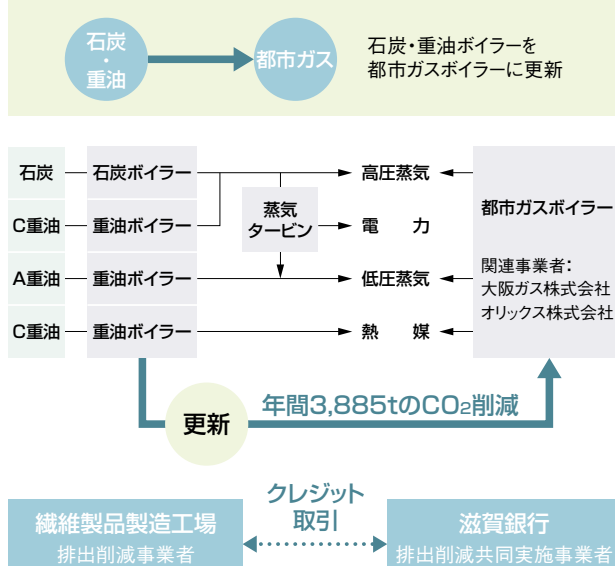 石炭
・
重油
都市ガス
石炭・重油ボイラーを
都市ガスボイラーに更新
石炭
石炭ボイラー
高圧蒸気
C重油
重油ボイラー
蒸気
タービン
電　力
A重油
重油ボイラー
低圧蒸気
C重油
重油ボイラー
熱　媒
都市ガスボイラー
関連事業者：
大阪ガス株式会社
オリックス株式会社
更新
年間3,885tのCO₂削減
繊維製品製造工場
排出削減事業者
クレジット
取引
滋賀銀行
排出削減共同実施事業者